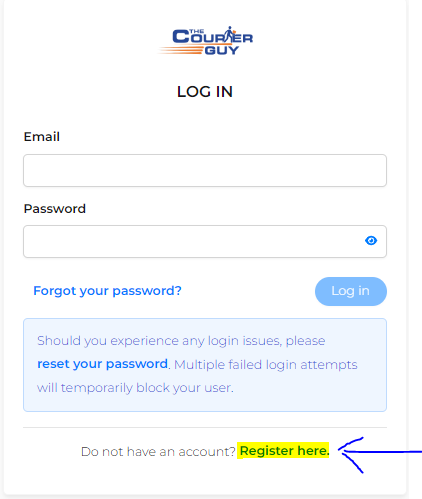 THE
COURIER
GUY
LOG IN
Email
Password
Forgot your password?
Log in
Should you experience any login issues, please
reset your password. Multiple failed login attempts
will temporarily block your user.
Do not have an account? Register here.